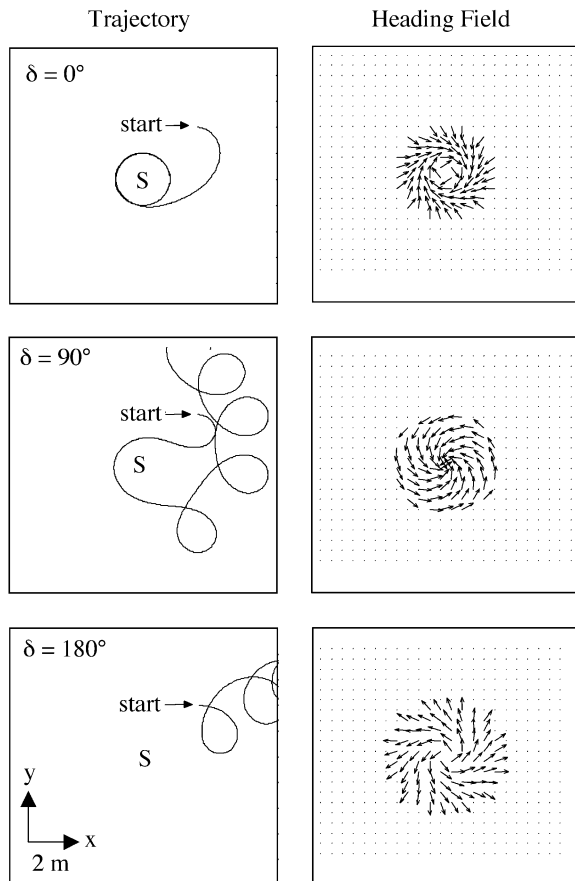 Trajectory
Heading Field
δ = 0°
start
S
δ = 90°
start
S
δ = 180°
start
S
y
x
2 m